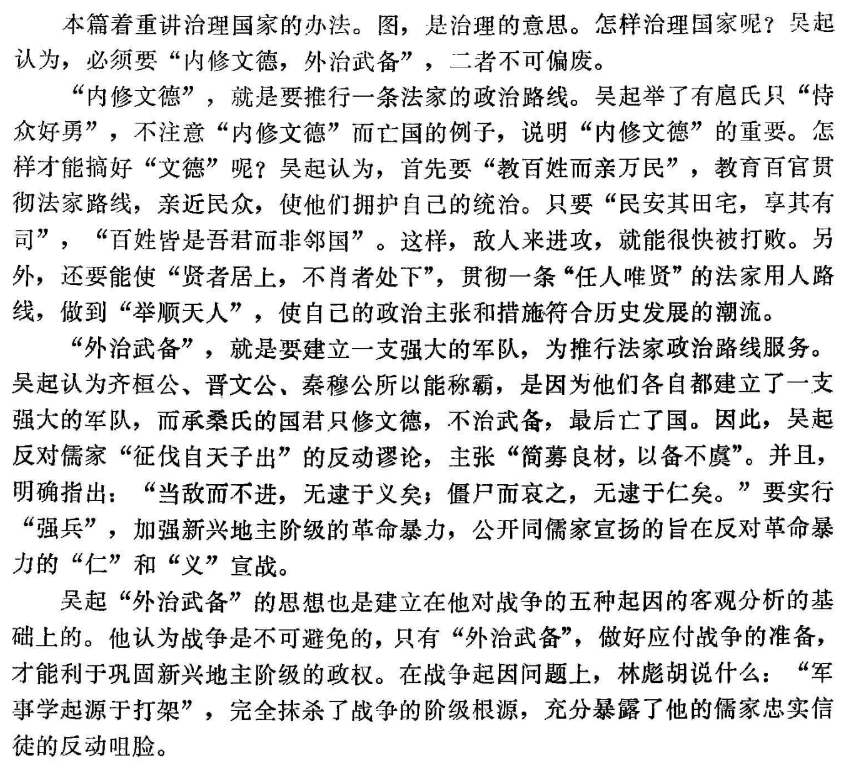 本篇着重讲治理国家的办法。图，是治理的意思。怎样治理国家呢？吴起
认为，必须要“内修文德，外治武备”，二者不可偏废。
“内修文德”，就是要推行一条法家的政治路线。吴起举了有扈氏只“恃
众好勇”，不注意“内修文德”而亡国的例子，说明“内修文德”的重要。怎
样才能搞好“文德”呢？吴起认为，首先要“教百姓而亲万民”，教育百官贯
彻法家路线，亲近民众，使他们拥护自己的统治。只要“民安其田宅，享其有
司”，“百姓皆是吾君而非邻国”。这样，敌人来进攻，就能很快被打败。另
外，还要能使“贤者居上，不肖者处下”，贯彻一条“任人唯贤”的法家用人路
线，做到“举顺天人”，使自己的政治主张和措施符合历史发展的潮流。
“外治武备”，就是要建立一支强大的军队，为推行法家政治路线服务。
吴起认为齐桓公、晋文公、秦穆公所以能称霸，是因为他们各自都建立了一支
强大的军队，而承桑氏的国君只修文德，不治武备，最后亡了国。因此，吴起
反对儒家“征伐自天子出”的反动谬论，主张“简募良材，以备不虞”。并且，
明确指出：“当敌而不进，无逮于义矣；僵尸而哀之，无逮于仁矣。”要实行
“强兵”，加强新兴地主阶级的革命暴力，公开同儒家宣扬的旨在反对革命暴
力的“仁”和“义”宣战。
吴起“外治武备”的思想也是建立在他对战争的五种起因的客观分析的基
础上的。他认为战争是不可避免的，只有“外治武备”，做好应付战争的准备，
才能利于巩固新兴地主阶级的政权。在战争起因问题上，林彪胡说什么：“军
事学起源于打架”，完全抹杀了战争的阶级根源，充分暴露了他的儒家忠实信
徒的反动咀脸。